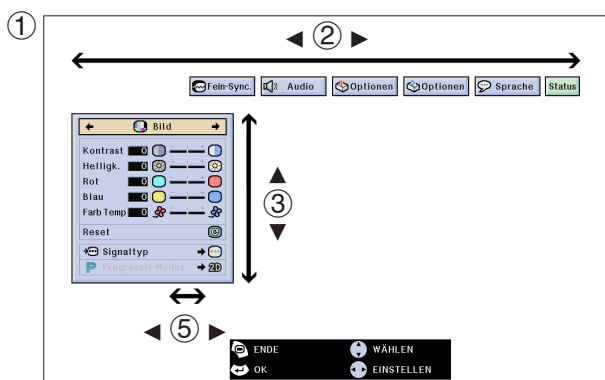 ① ◄ ② ►
Fein-Sync. Audio Optionen Optionen Sprache Status
Bild
Kontrast 0
Helligk. 0
Rot 0
Blau 0
Farb Temp 0
▲
③
▼
Reset
Signaltyp
P Progressiv-Modus 2D
◄ ⑤ ►
ENDE WÄHLEN
OK EINSTELLEN